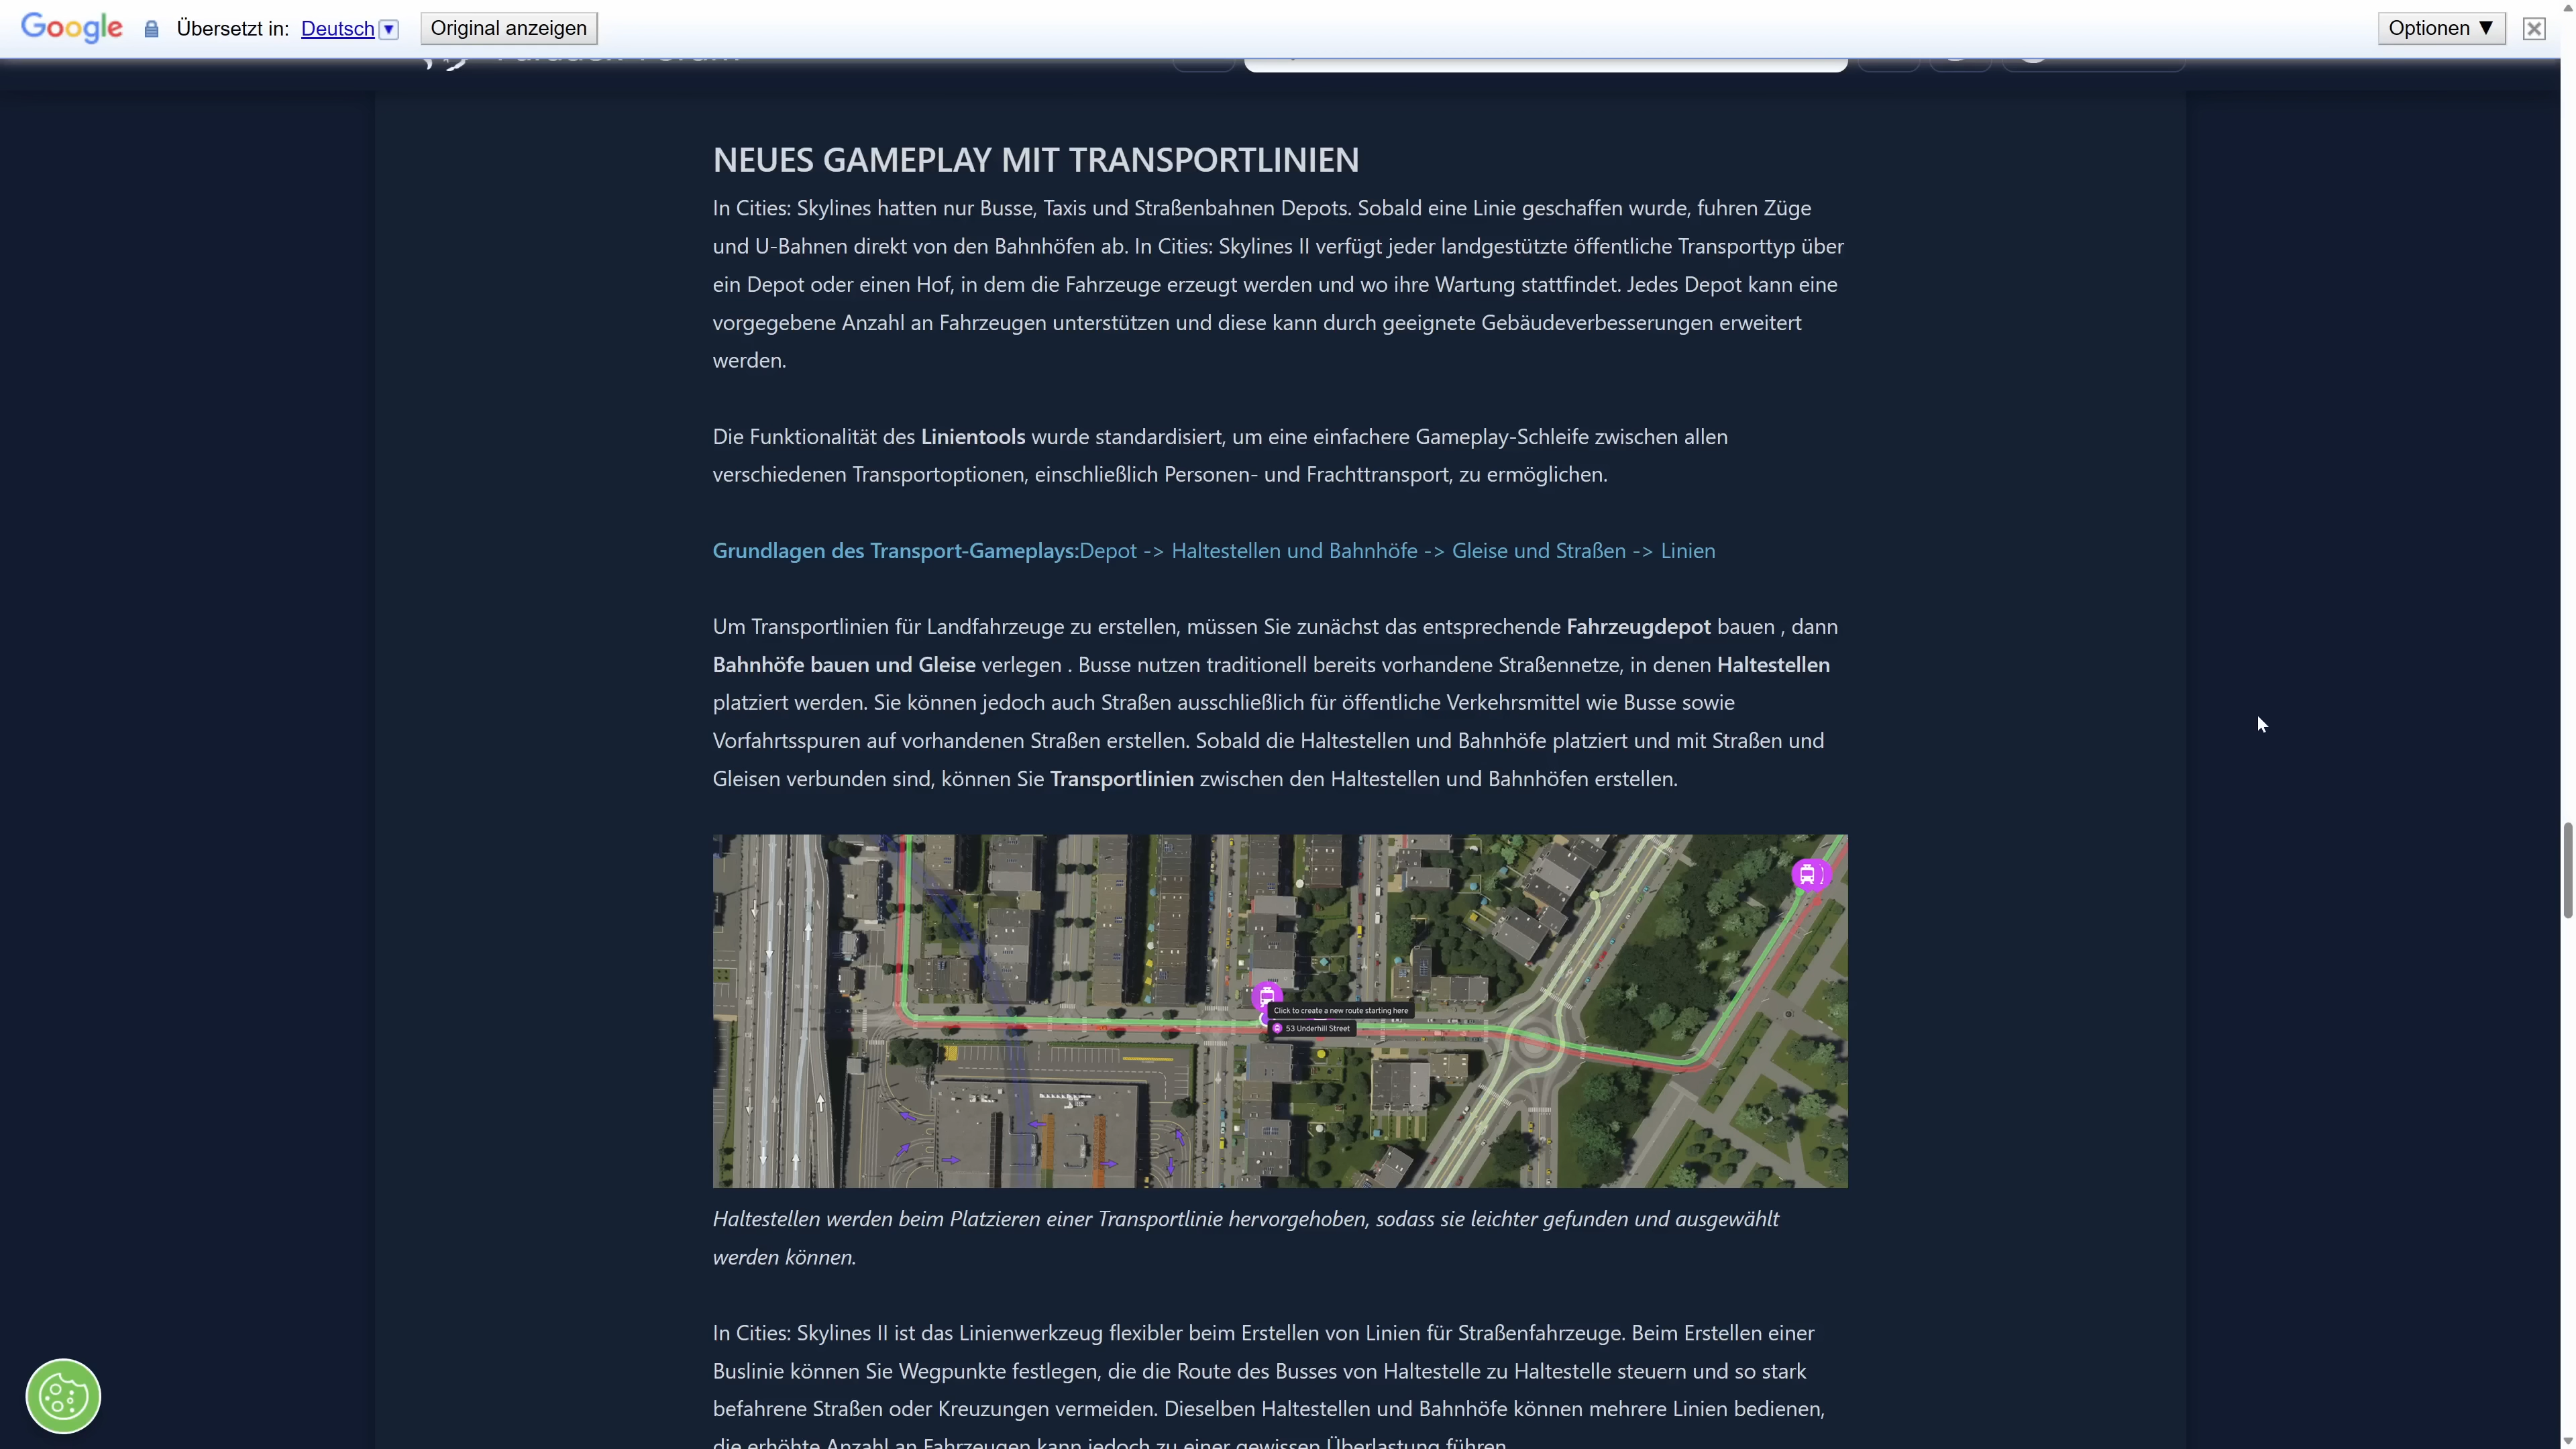 Google Übersetzt in: Deutsch ▼ Original anzeigen Optionen ▼
NEUES GAMEPLAY MIT TRANSPORTLINIEN
In Cities: Skylines hatten nur Busse, Taxis und Straßenbahnen Depots. Sobald eine Linie geschaffen wurde, fuhren Züge
und U-Bahnen direkt von den Bahnhöfen ab. In Cities: Skylines II verfügt jeder landgestützte öffentliche Transporttyp über
ein Depot oder einen Hof, in dem die Fahrzeuge erzeugt werden und wo ihre Wartung stattfindet. Jedes Depot kann eine
vorgegebene Anzahl an Fahrzeugen unterstützen und diese kann durch geeignete Gebäudeverbesserungen erweitert
werden.
Die Funktionalität des Linientools wurde standardisiert, um eine einfachere Gameplay-Schleife zwischen allen
verschiedenen Transportoptionen, einschließlich Personen- und Frachttransport, zu ermöglichen.
Grundlagen des Transport-Gameplays:Depot -> Haltestellen und Bahnhöfe -> Gleise und Straßen -> Linien
Um Transportlinien für Landfahrzeuge zu erstellen, müssen Sie zunächst das entsprechende Fahrzeugdepot bauen , dann
Bahnhöfe bauen und Gleise verlegen . Busse nutzen traditionell bereits vorhandene Straßennetze, in denen Haltestellen
platziert werden. Sie können jedoch auch Straßen ausschließlich für öffentliche Verkehrsmittel wie Busse sowie
Vorfahrtsspuren auf vorhandenen Straßen erstellen. Sobald die Haltestellen und Bahnhöfe platziert und mit Straßen und
Gleisen verbunden sind, können Sie Transportlinien zwischen den Haltestellen und Bahnhöfen erstellen.
Click to create a new route starting here
53 Underhill Street
Haltestellen werden beim Platzieren einer Transportlinie hervorgehoben, sodass sie leichter gefunden und ausgewählt
werden können.
In Cities: Skylines II ist das Linienwerkzeug flexibler beim Erstellen von Linien für Straßenfahrzeuge. Beim Erstellen einer
Buslinie können Sie Wegpunkte festlegen, die die Route des Busses von Haltestelle zu Haltestelle steuern und so stark
befahrene Straßen oder Kreuzungen vermeiden. Dieselben Haltestellen und Bahnhöfe können mehrere Linien bedienen,
die erhöhte Anzahl an Fahrzeugen kann jedoch zu einer gewissen Überlastung führen.